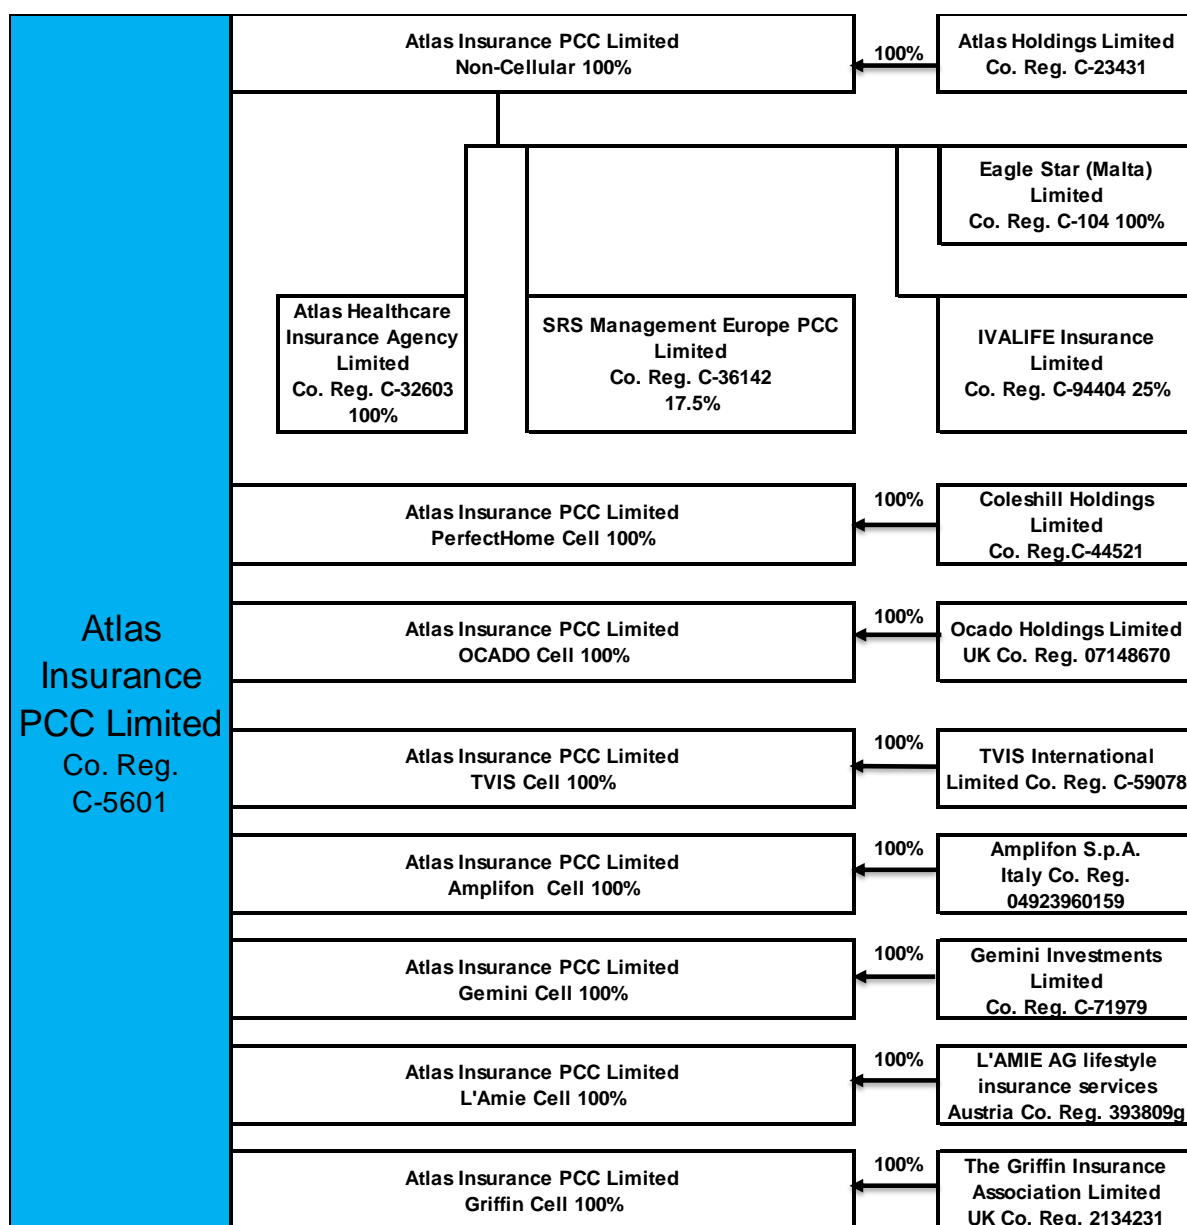 Atlas Insurance PCC Limited
Non-Cellular 100%
100%
Atlas Holdings Limited
Co. Reg. C-23431
Eagle Star (Malta)
Limited
Co. Reg. C-104 100%
Atlas Healthcare
Insurance Agency
Limited
Co. Reg. C-32603
100%
SRS Management Europe PCC
Limited
Co. Reg. C-36142
17.5%
IVALIFE Insurance
Limited
Co. Reg. C-94404 25%
Atlas Insurance PCC Limited
PerfectHome Cell 100%
100%
Coleshill Holdings
Limited
Co. Reg.C-44521
Atlas
Insurance
PCC Limited
Co. Reg.
C-5601
Atlas Insurance PCC Limited
OCADO Cell 100%
100%
Ocado Holdings Limited
UK Co. Reg. 07148670
Atlas Insurance PCC Limited
TVIS Cell 100%
100%
TVIS International
Limited Co. Reg. C-59078
Atlas Insurance PCC Limited
Amplifon  Cell 100%
100%
Amplifon S.p.A.
Italy Co. Reg.
04923960159
Atlas Insurance PCC Limited
Gemini Cell 100%
100%
Gemini Investments
Limited
Co. Reg. C-71979
Atlas Insurance PCC Limited
L'Amie Cell 100%
100%
L'AMIE AG lifestyle
insurance services
Austria Co. Reg. 393809g
Atlas Insurance PCC Limited
Griffin Cell 100%
100%
The Griffin Insurance
Association Limited
UK Co. Reg. 2134231